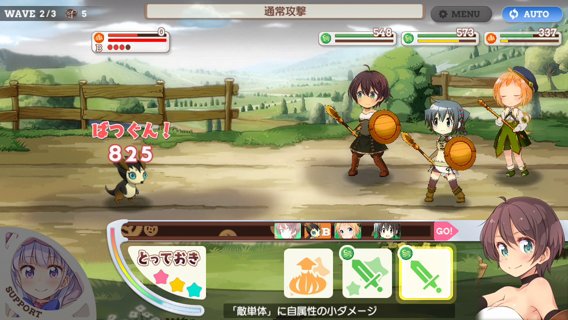 WAVE 2/3 5
通常攻撃
MENU
AUTO
0
B
548
573
337
ばつぐん!
825
B
GO!
とっておき
SUPPORT
「敵単体」に自属性の小ダメージ